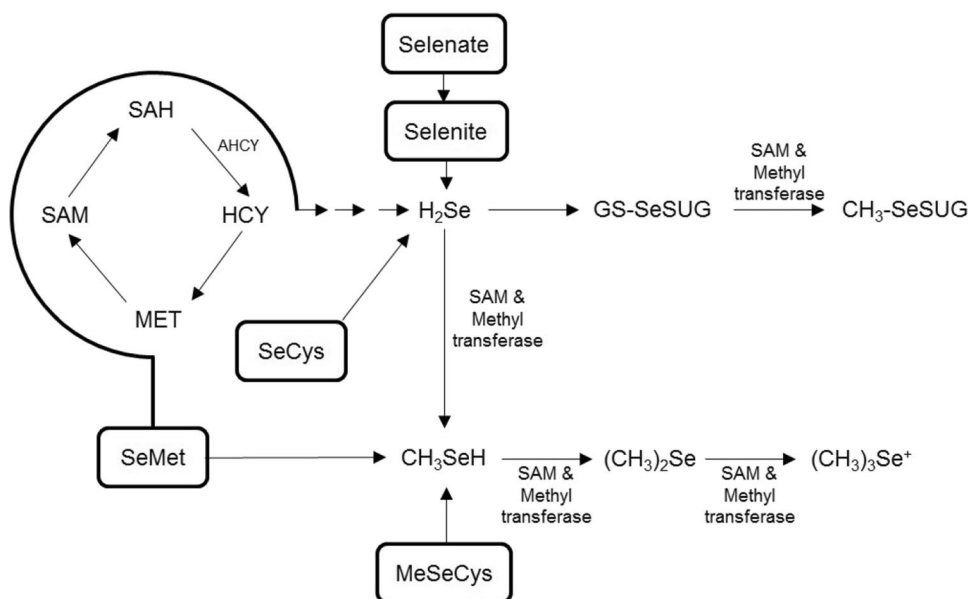 Selenate
SAH
Selenite
AHCY
SAM &
Methyl
transferase
SAM
HCY
H₂Se
GS-SeSUG
CH₃-SeSUG
MET
SAM &
Methyl
transferase
SeCys
SeMet
CH₃SeH
(CH₃)₂Se
(CH₃)₃Se⁺
SAM &
Methyl
transferase
SAM &
Methyl
transferase
MeSeCys